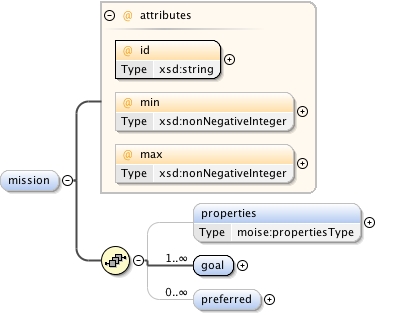 @ attributes
@ id
Type xsd:string
@ min
Type xsd:nonNegativeInteger
@ max
Type xsd:nonNegativeInteger
mission
properties
Type moise:propertiesType
1..∞
goal
0..∞
preferred